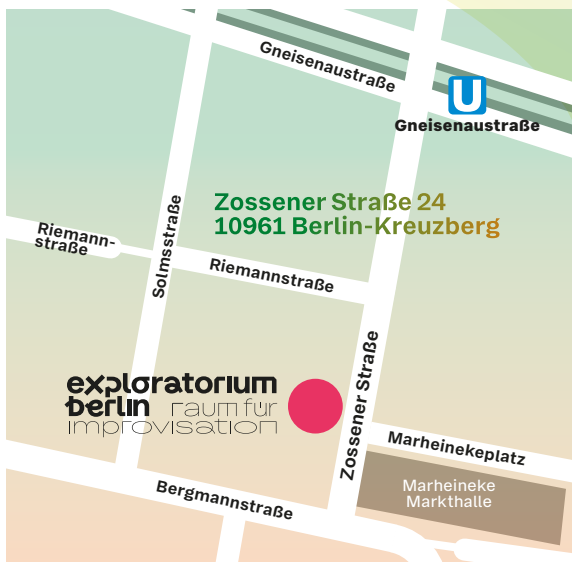 Gneisenaustraße
U
Gneisenaustraße
Zossener Straße 24
10961 Berlin-Kreuzberg
Solmsstraße
Riemann-
straße
Riemannstraße
exploratorium
berlin raum für
improvisation
Zossener Straße
Marheinekeplatz
Marheineke
Markthalle
Bergmannstraße